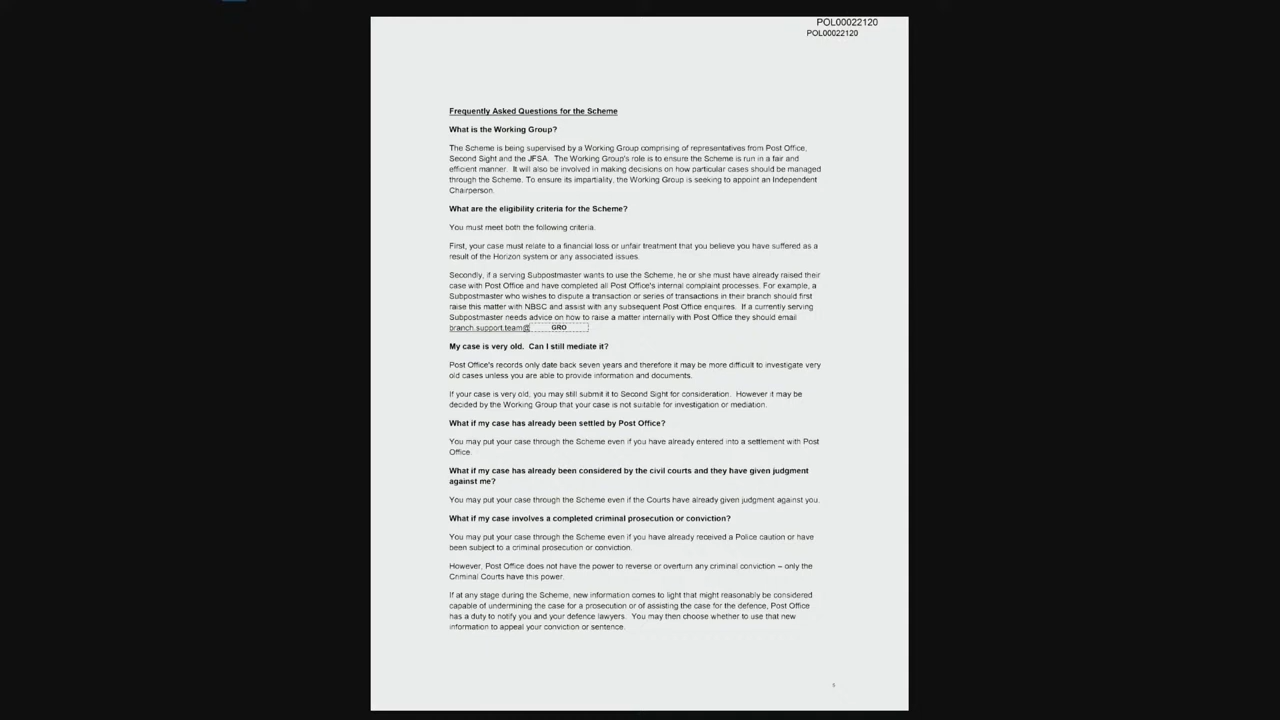 POL00022120
POL00022120
Frequently Asked Questions for the Scheme
What is the Working Group?
The Scheme is being supervised by a Working Group comprising of representatives from Post Office,
Second Sight and the JFSA. The Working Group's role is to ensure the Scheme is run in a fair and
efficient manner. It will also be involved in making decisions on how particular cases should be managed
through the Scheme. To ensure its impartiality, the Working Group is seeking to appoint an Independent
Chairperson.
What are the eligibility criteria for the Scheme?
You must meet both the following criteria.
First, your case must relate to a financial loss or unfair treatment that you believe you have suffered as a
result of the Horizon system or any associated issues.
Secondly, if a serving Subpostmaster wants to use the Scheme, he or she must have already raised their
case with Post Office and have completed all Post Office's internal complaint processes. For example, a
Subpostmaster who wishes to dispute a transaction or series of transactions in their branch should first
raise this matter with NBSC and assist with any subsequent Post Office enquires. If a currently serving
Subpostmaster needs advice on how to raise a matter internally with Post Office they should email
branch.support.team@ GRO
My case is very old. Can I still mediate it?
Post Office's records only date back seven years and therefore it may be more difficult to investigate very
old cases unless you are able to provide information and documents.
If your case is very old, you may still submit it to Second Sight for consideration. However it may be
decided by the Working Group that your case is not suitable for investigation or mediation.
What if my case has already been settled by Post Office?
You may put your case through the Scheme even if you have already entered into a settlement with Post
Office.
What if my case has already been considered by the civil courts and they have given judgment
against me?
You may put your case through the Scheme even if the Courts have already given judgment against you.
What if my case involves a completed criminal prosecution or conviction?
You may put your case through the Scheme even if you have already received a Police caution or have
been subject to a criminal prosecution or conviction.
However, Post Office does not have the power to reverse or overturn any criminal conviction – only the
Criminal Courts have this power.
If at any stage during the Scheme, new information comes to light that might reasonably be considered
capable of undermining the case for a prosecution or of assisting the case for the defence, Post Office
has a duty to notify you and your defence lawyers. You may then choose whether to use that new
information to appeal your conviction or sentence.